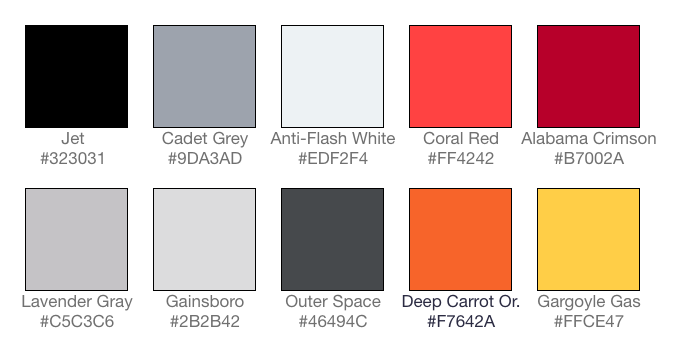 Jet
#323031
Cadet Grey
#9DA3AD
Anti-Flash White
#EDF2F4
Coral Red
#FF4242
Alabama Crimson
#B7002A
Lavender Gray
#C5C3C6
Gainsboro
#2B2B42
Outer Space
#46494C
Deep Carrot Or.
#F7642A
Gargoyle Gas
#FFCE47